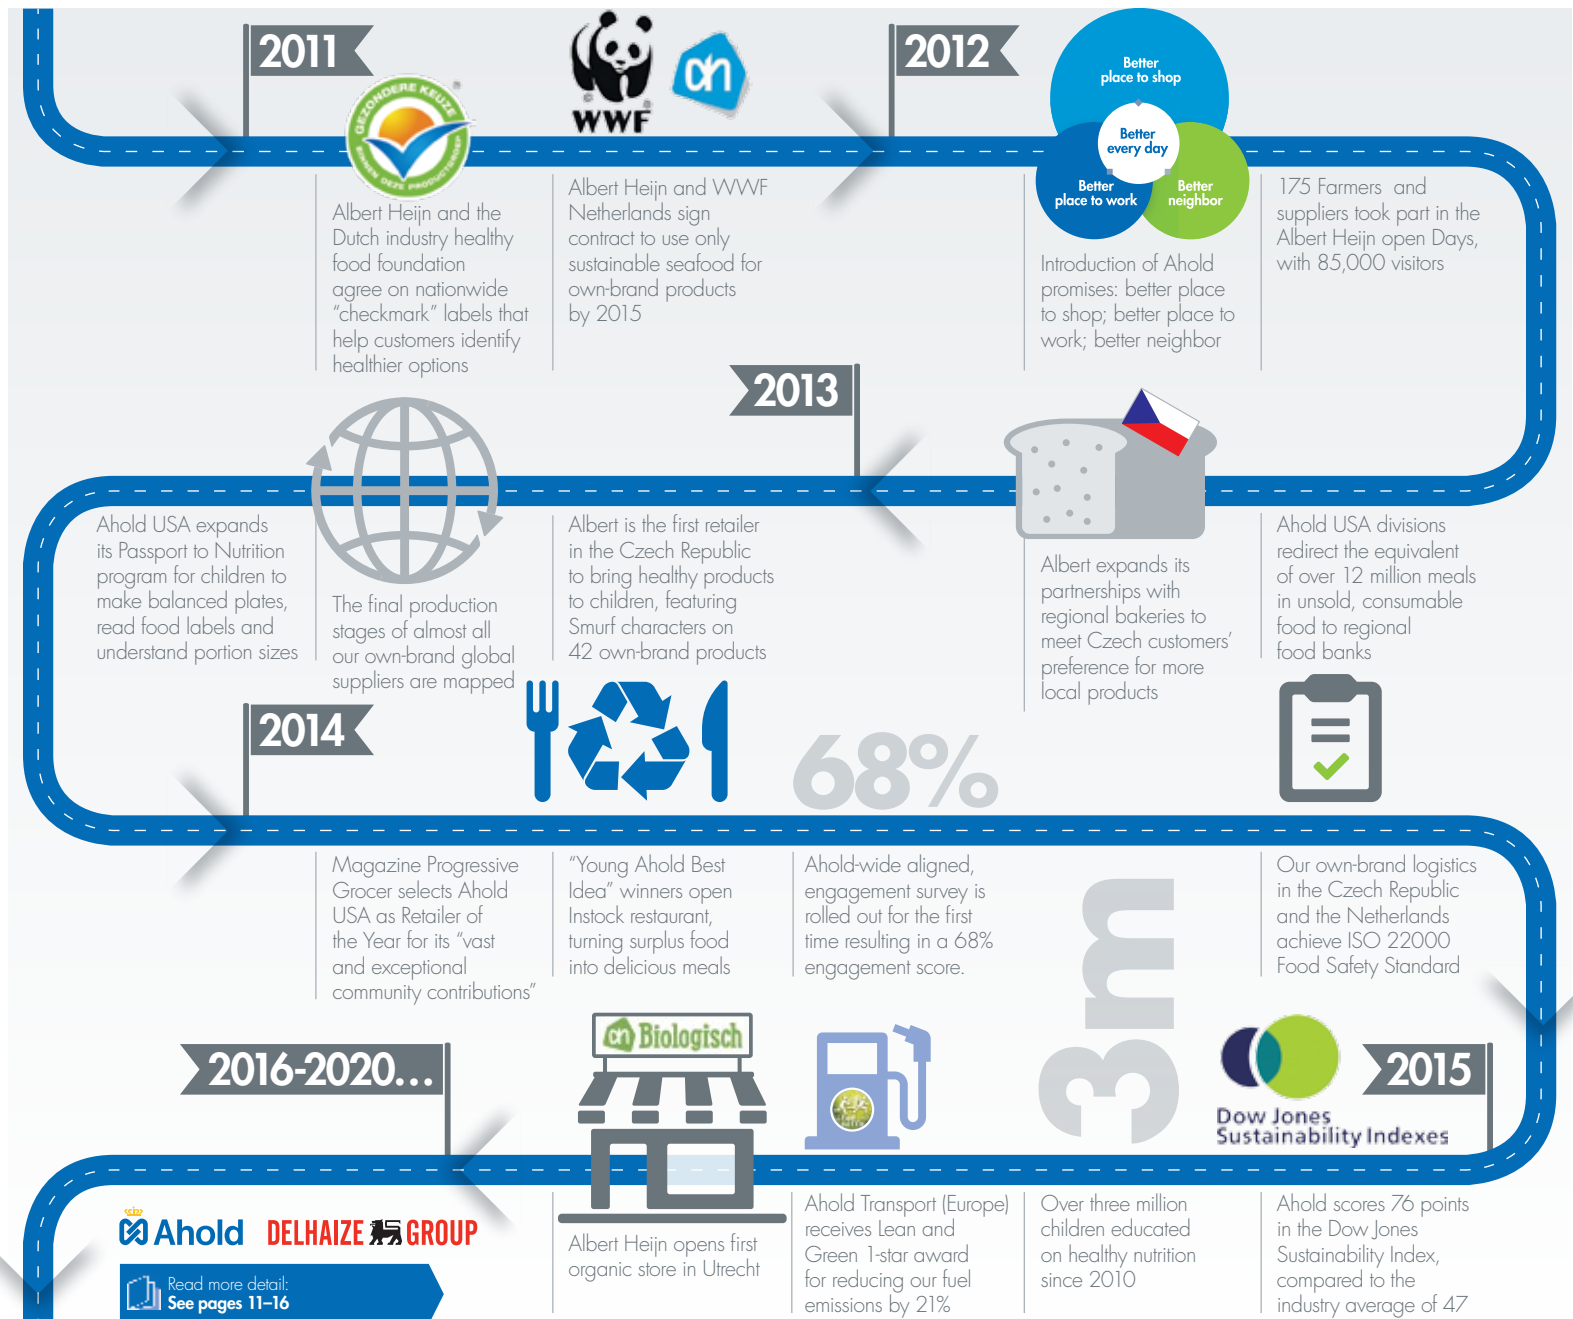 2011
GEZONDERE KEUZE
BINNEN DEZE PRODUCTGROEP
Albert Heijn and the
Dutch industry healthy
food foundation
agree on nationwide
“checkmark” labels that
help customers identify
healthier options
WWF
ah
Albert Heijn and WWF
Netherlands sign
contract to use only
sustainable seafood for
own-brand products
by 2015
2012
Better
place to shop
Better
every day
Better
place to work
Better
neighbor
Introduction of Ahold
promises: better place
to shop; better place to
work; better neighbor
175 Farmers and
suppliers took part in the
Albert Heijn open Days,
with 85,000 visitors
Ahold USA divisions
redirect the equivalent
of over 12 million meals
in unsold, consumable
food to regional
food banks
Albert expands its
partnerships with
regional bakeries to
meet Czech customers’
preference for more
local products
2013
Albert is the first retailer
in the Czech Republic
to bring healthy products
to children, featuring
Smurf characters on
42 own-brand products
The final production
stages of almost all
our own-brand global
suppliers are mapped
Ahold USA expands
its Passport to Nutrition
program for children to
make balanced plates,
read food labels and
understand portion sizes
2014
Magazine Progressive
Grocer selects Ahold
USA as Retailer of
the Year for its “vast
and exceptional
community contributions”
“Young Ahold Best
Idea” winners open
Instock restaurant,
turning surplus food
into delicious meals
68%
Ahold-wide aligned,
engagement survey is
rolled out for the first
time resulting in a 68%
engagement score.
Our own-brand logistics
in the Czech Republic
and the Netherlands
achieve ISO 22000
Food Safety Standard
2015
Dow Jones
Sustainability Indexes
Ahold scores 76 points
in the Dow Jones
Sustainability Index,
compared to the
industry average of 47
3m
Over three million
children educated
on healthy nutrition
since 2010
Ahold Transport (Europe)
receives Lean and
Green 1-star award
for reducing our fuel
emissions by 21%
ah Biologisch
Albert Heijn opens first
organic store in Utrecht
2016-2020...
Ahold
DELHAIZE GROUP
Read more detail:
See pages 11–16